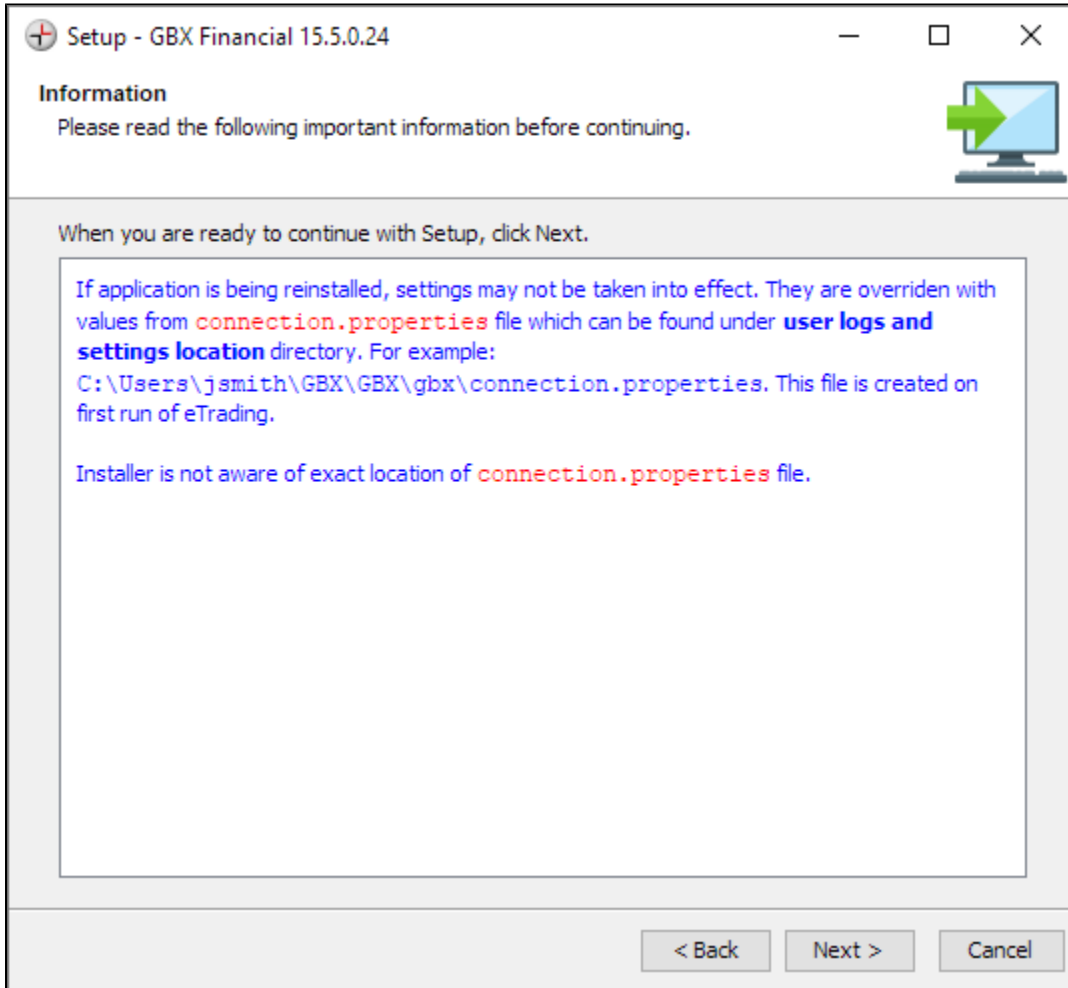 Setup - GBX Financial 15.5.0.24
Information
Please read the following important information before continuing.
When you are ready to continue with Setup, click Next.
If application is being reinstalled, settings may not be taken into effect. They are overriden with
values from connection.properties file which can be found under user logs and
settings location directory. For example:
C:\Users\jsmith\GBX\GBX\gbx\connection.properties. This file is created on
first run of eTrading.
Installer is not aware of exact location of connection.properties file.
< Back
Next >
Cancel